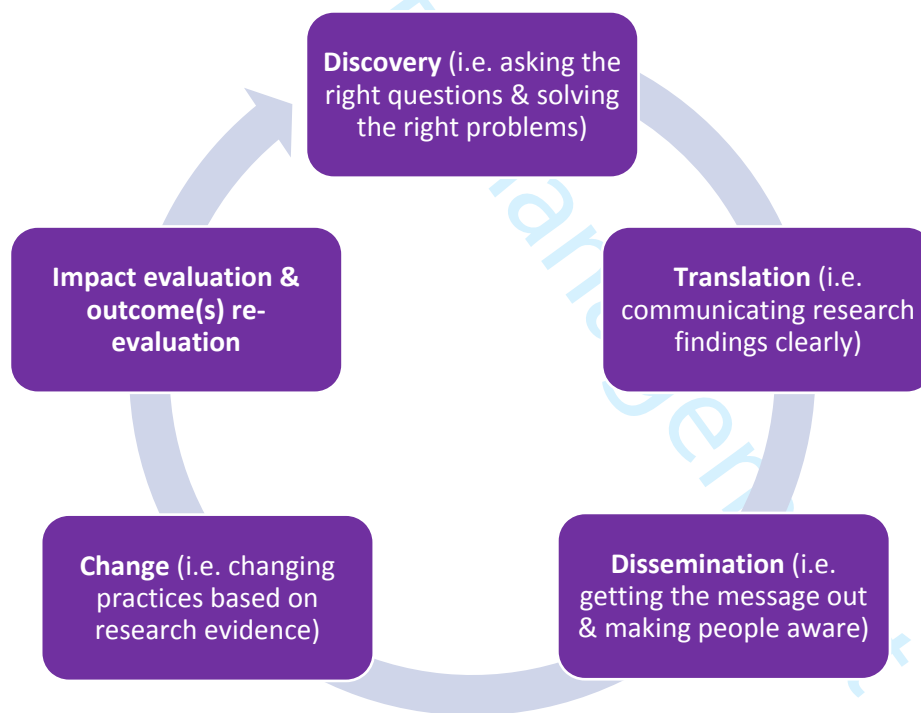 Discovery (i.e. asking the
right questions & solving
the right problems)
Translation (i.e.
communicating research
findings clearly)
Dissemination (i.e.
getting the message out
& making people aware)
Change (i.e. changing
practices based on
research evidence)
Impact evaluation &
outcome(s) re-
evaluation